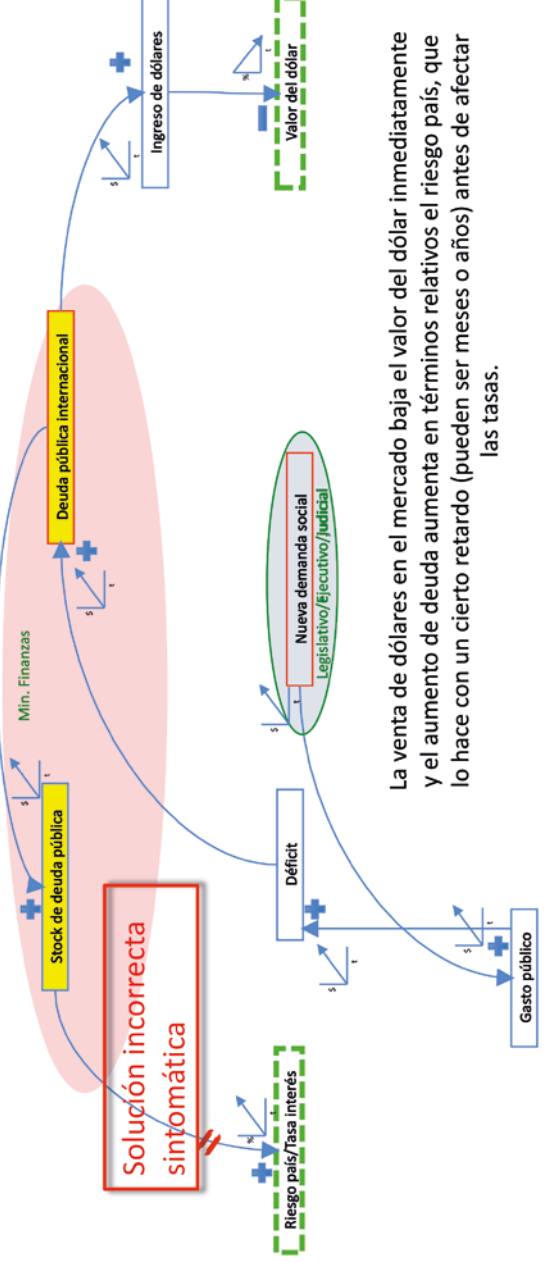 Min. Finanzas
Stock de deuda pública
Deuda pública internacional
Ingreso de dólares
Solución incorrecta
sintomática
Riesgo país/Tasa interés
Déficit
Nueva demanda social
Legislativo/Ejecutivo/Judicial
Valor del dólar
Gasto público
$
t
$
t
$
t
%
t
%
t
$
t
$
t
$
t
La venta de dólares en el mercado baja el valor del dólar inmediatamente
y el aumento de deuda aumenta en términos relativos el riesgo país, que
lo hace con un cierto retardo (pueden ser meses o años) antes de afectar
las tasas.